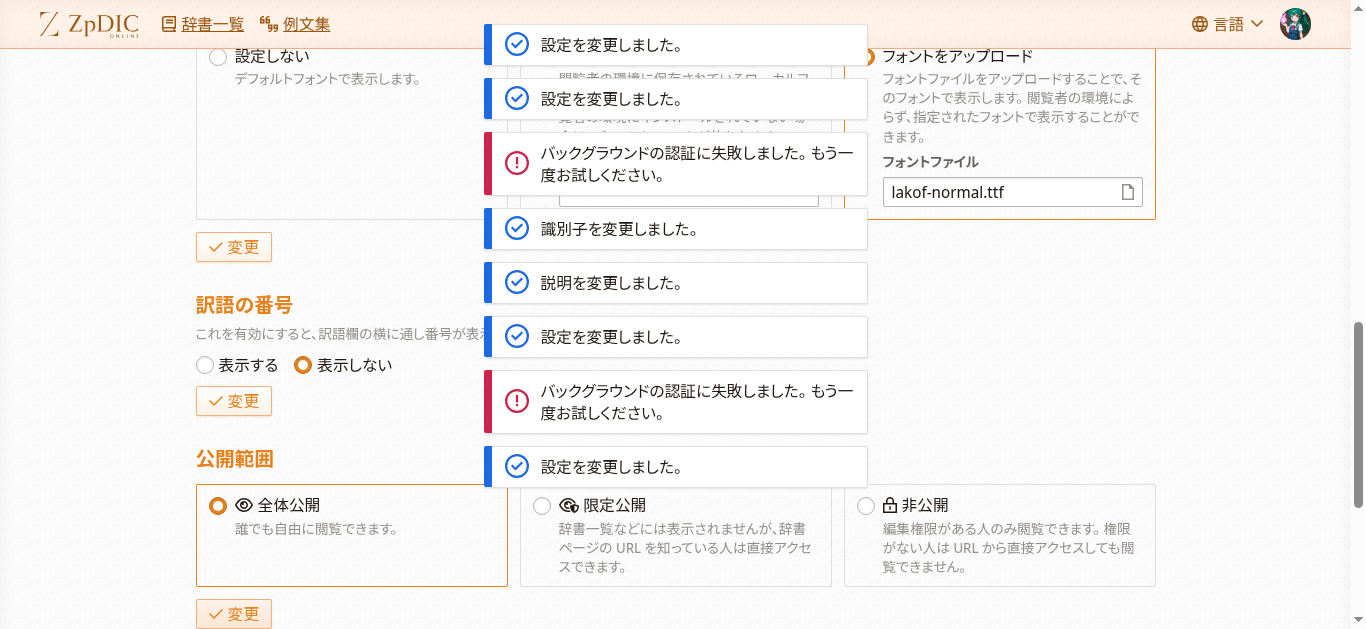 ZpDIC
ONLINE
辞書一覧
例文集
言語
設定しない
デフォルトフォントで表示します。
フォントをアップロード
フォントファイルをアップロードすることで、そ
のフォントで表示します。閲覧者の環境によ
らず、指定されたフォントで表示することがで
きます。
フォントファイル
lakof-normal.ttf
設定を変更しました。
設定を変更しました。
バックグラウンドの認証に失敗しました。もう一
度お試しください。
識別子を変更しました。
説明を変更しました。
設定を変更しました。
バックグラウンドの認証に失敗しました。もう一
度お試しください。
設定を変更しました。
変更
訳語の番号
これを有効にすると、訳語欄の横に通し番号が表
表示する
表示しない
変更
公開範囲
全体公開
誰でも自由に閲覧できます。
限定公開
辞書一覧などには表示されませんが、辞書
ページの URL を知っている人は直接アクセ
スできます。
非公開
編集権限がある人のみ閲覧できます。権限
がない人は URL から直接アクセスしても閲
覧できません。
変更